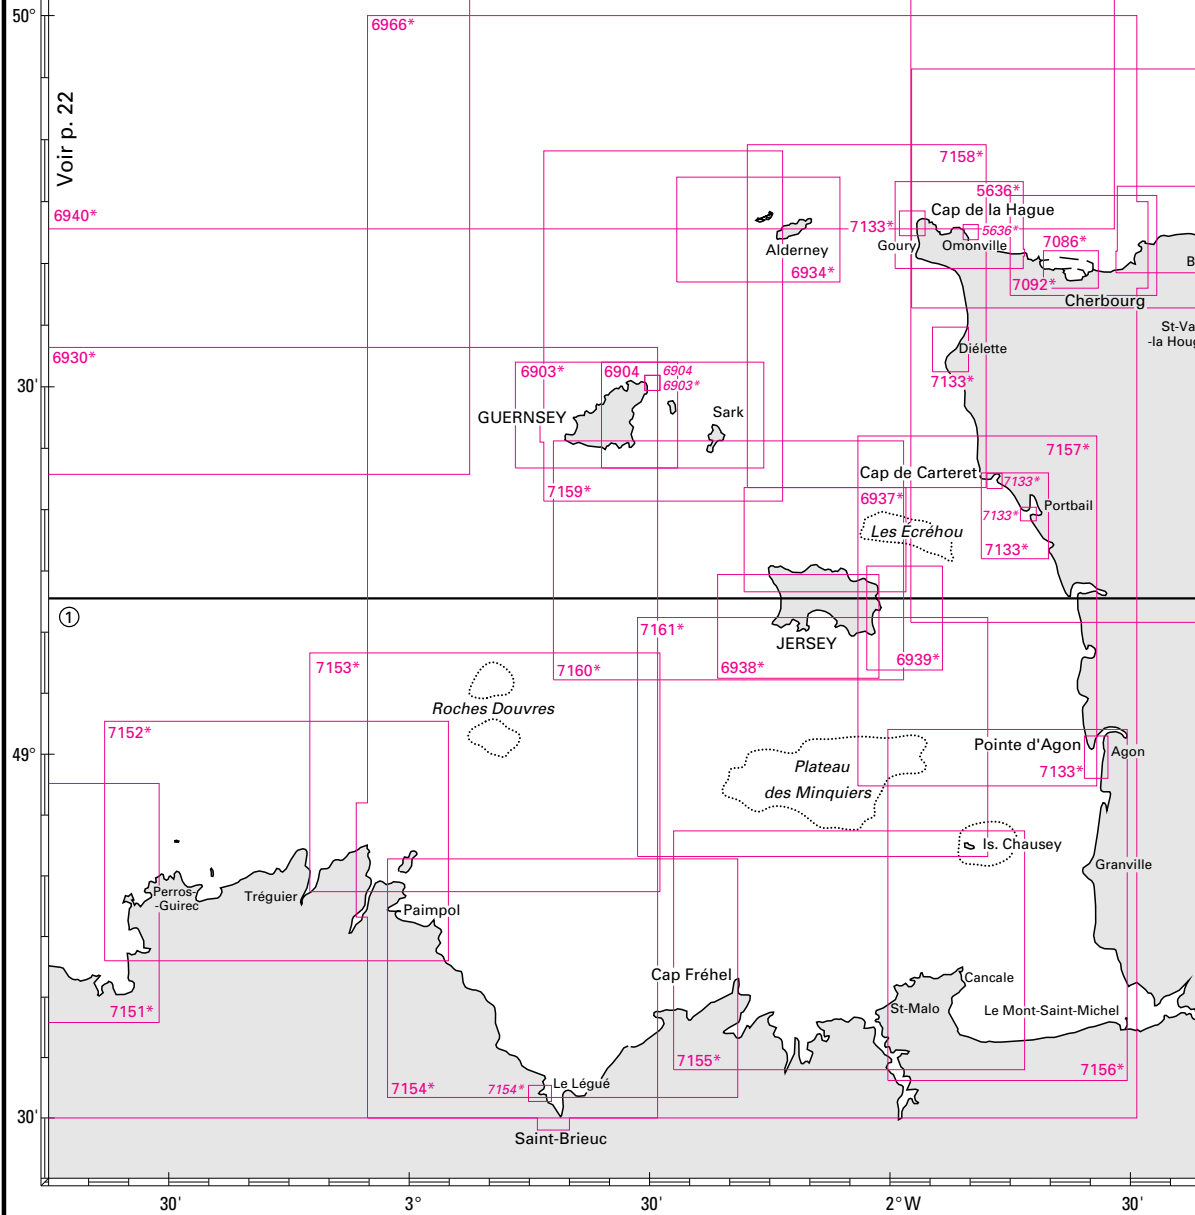 50°
6966*
Voir p. 22
7158*
5636*
6940*
Cap de la Hague
7133*
5636*
Goury
Omonville
7086*
Alderney
6934*
7092*
Cherbourg
St-Va
-la Houg
6930*
Diélette
30'
6903*
6904
6904
6903*
7133*
GUERNSEY
Sark
7157*
Cap de Carteret
7133*
7159*
6937*
Portbail
7133*
Les Ecréhou
7133*
1
7161*
JERSEY
7153*
7160*
6938*
6939*
Roches Douvres
7152*
49°
Pointe d'Agon
Agon
Plateau
des Minquiers
7133*
Is. Chausey
Granville
Perros-
-Guirec
Tréguier
Paimpol
Cap Fréhel
Cancale
7151*
St-Malo
Le Mont-Saint-Michel
7155*
7156*
7154*
7154*
Le Légué
30'
Saint-Brieuc
30'
3°
30'
2°W
30'